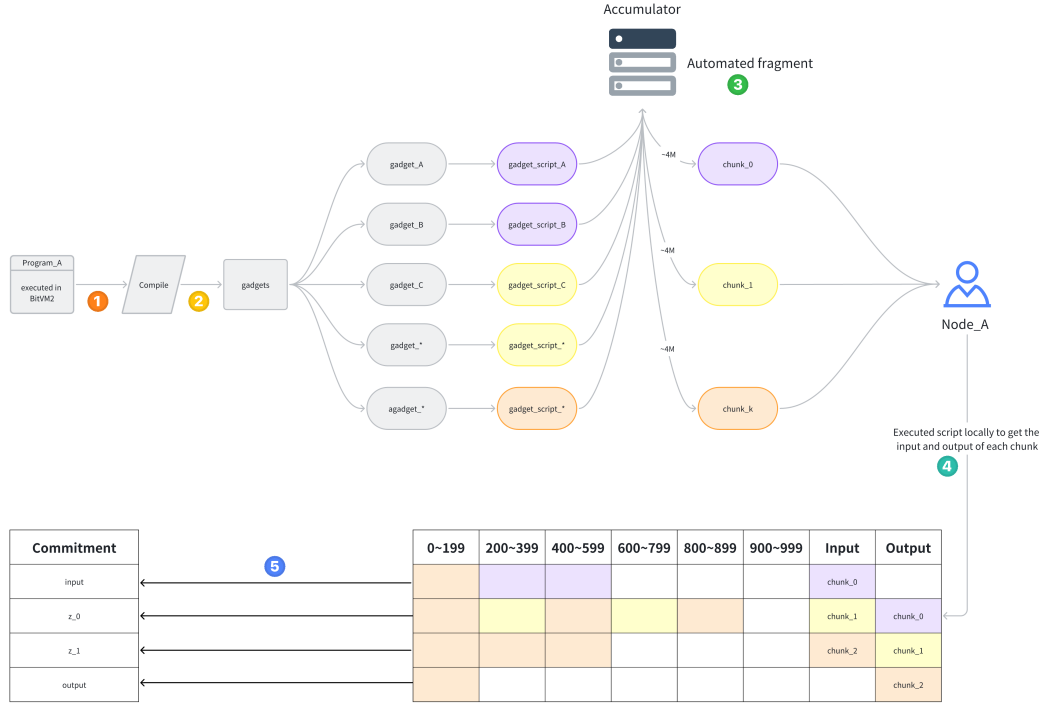 Accumulator
Automated fragment
3
gadget_A
gadget_script_A
~4M
chunk_0
gadget_B
gadget_script_B
~4M
Program_A
executed in
BitVM2
1
Compile
2
gadgets
gadget_C
gadget_script_C
chunk_1
Node_A
gadget_*
gadget_script_*
~4M
agadget_*
gadget_script_*
chunk_k
Executed script locally to get the
input and output of each chunk
4
Commitment
5
0~199
200~399
400~599
600~799
800~899
900~999
Input
Output
input
chunk_0
z_0
chunk_1
chunk_0
z_1
chunk_2
chunk_1
output
chunk_2